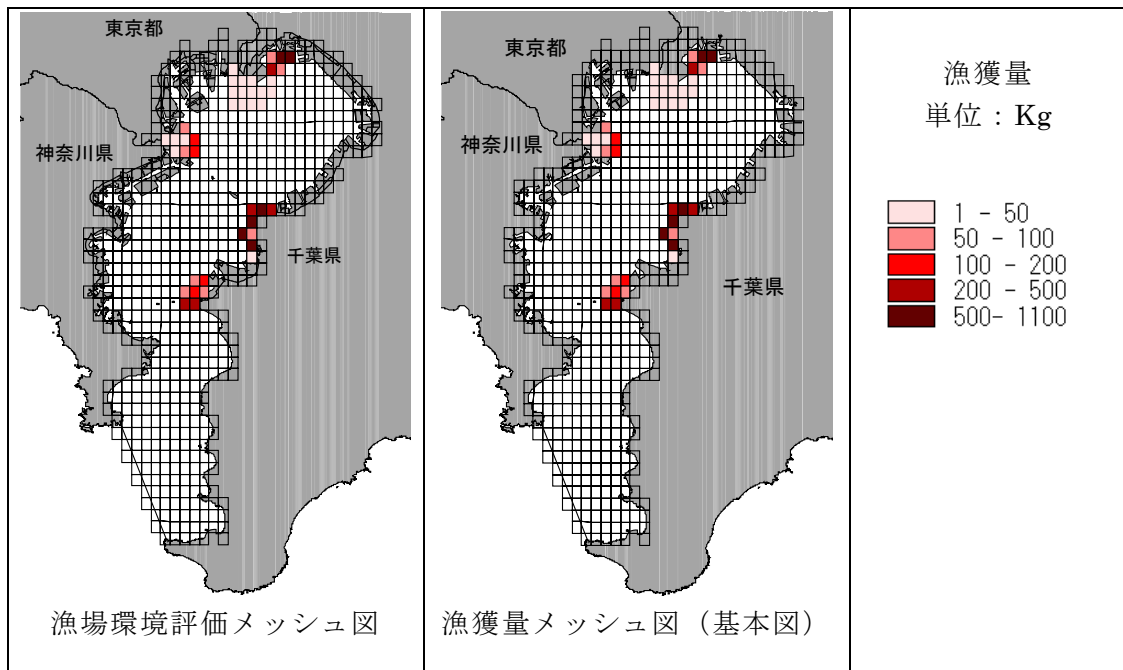 東京都
神奈川県
千葉県
漁場環境評価メッシュ図
東京都
神奈川県
千葉県
漁獲量メッシュ図（基本図）
漁獲量
単位：Kg
1 - 50
50 - 100
100 - 200
200 - 500
500- 1100